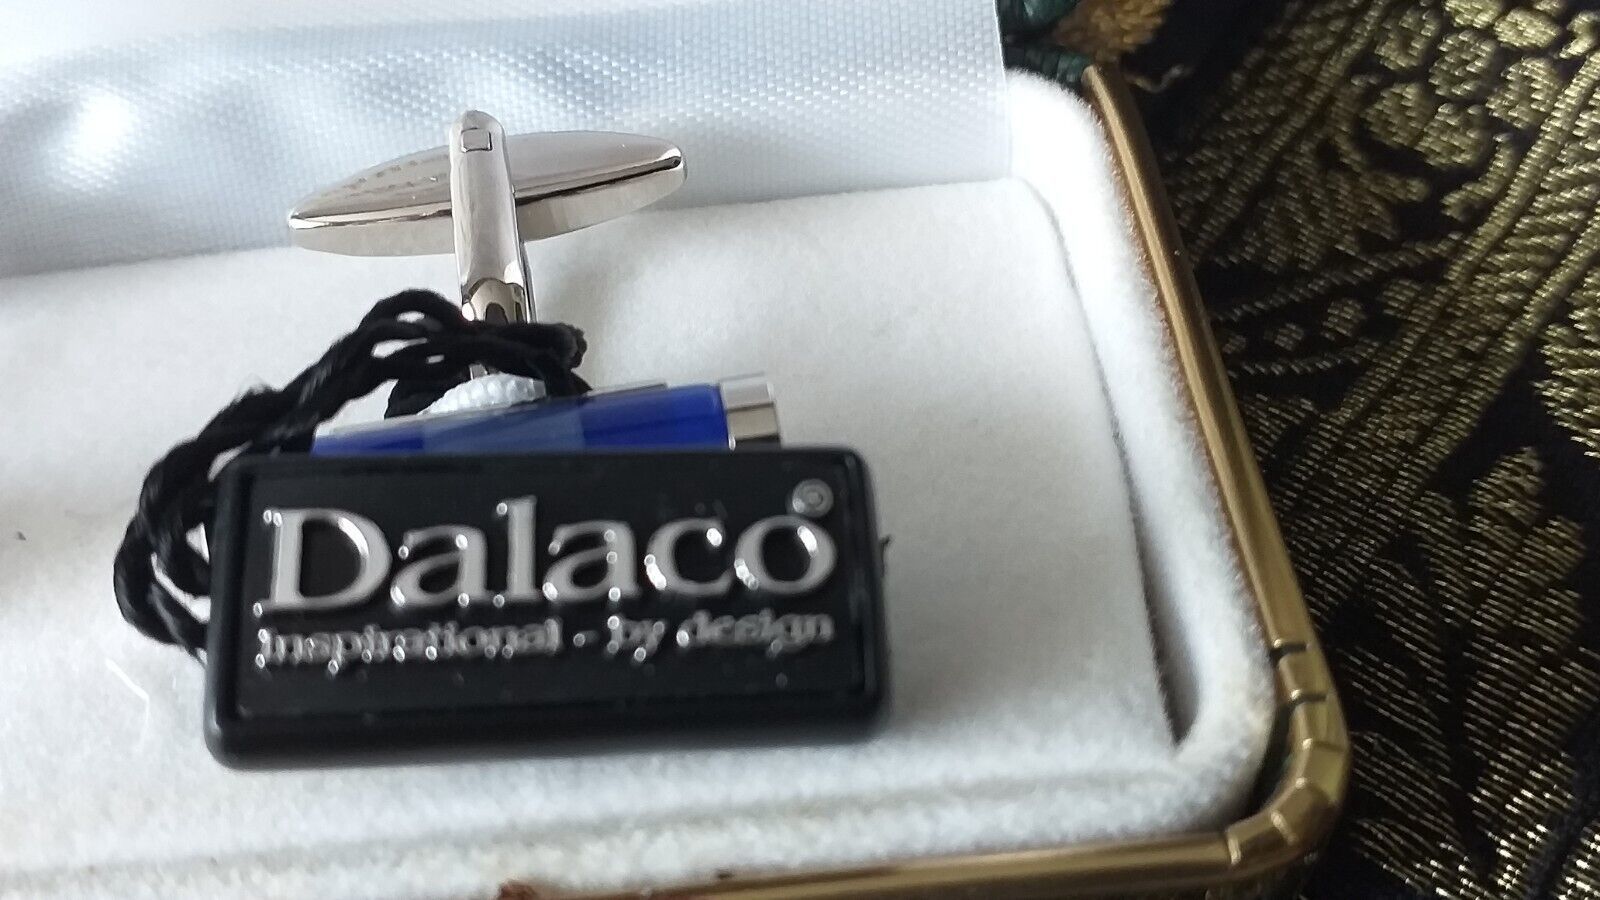 Dalaco®
inspirational - by design